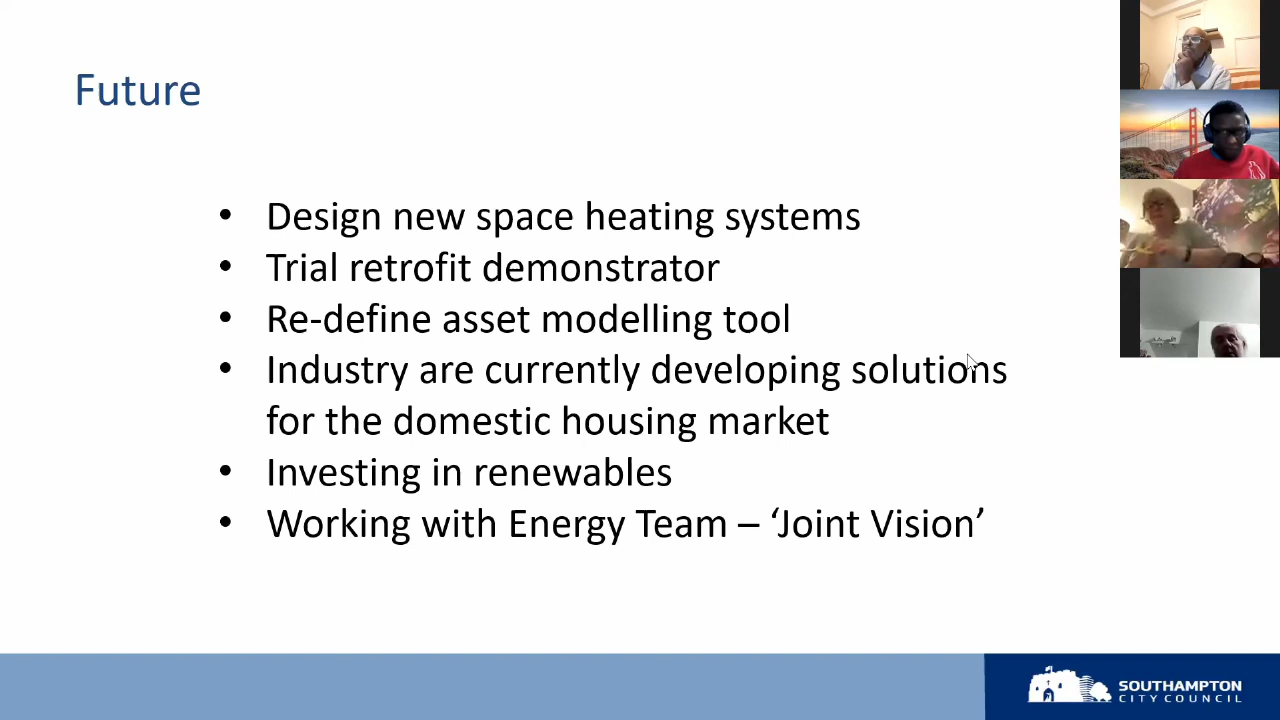 Future
• Design new space heating systems
• Trial retrofit demonstrator
• Re-define asset modelling tool
• Industry are currently developing solutions
for the domestic housing market
• Investing in renewables
• Working with Energy Team – ‘Joint Vision’
SOUTHAMPTON
CITY COUNCIL